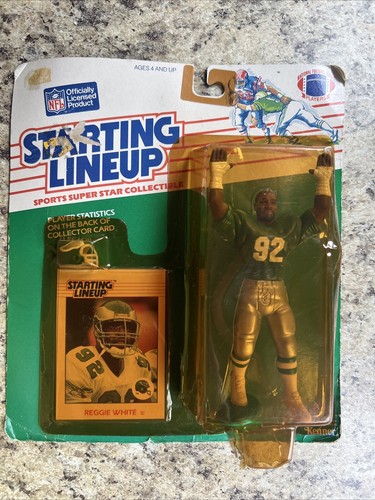 AGES 4 AND UP
NFL
Officially
Licensed
Product
PLAYERS
STARTING
LINEUP
SPORTS SUPER STAR COLLECTIBLE
PLAYER STATISTICS
ON THE BACK OF
COLLECTOR CARD
92
STARTING
LINEUP
92
REGGIE WHITE
Kenner